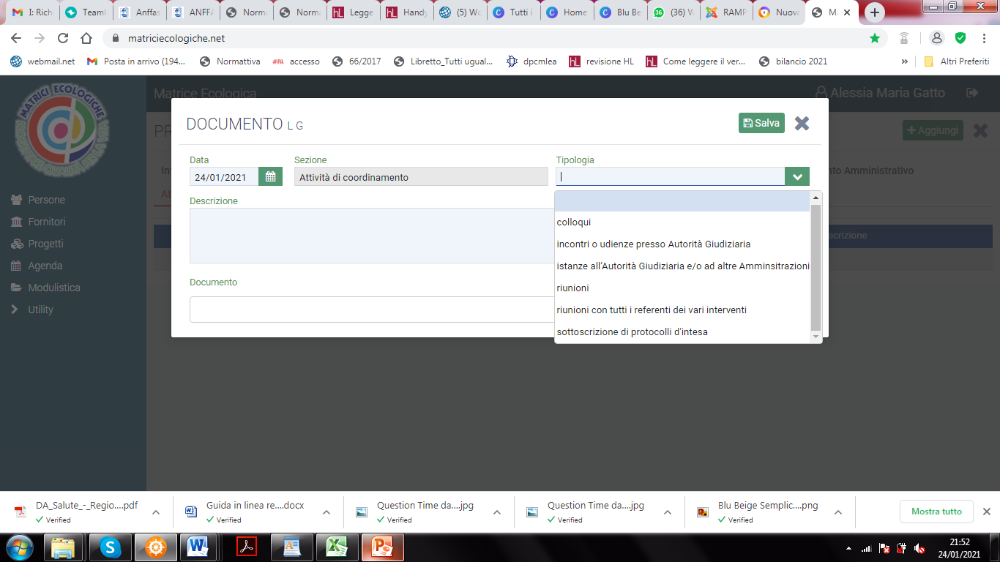 I: Rich
TeamL
Anffas
ANFFA
Norma
Norma
Legge
Handy
(5) Wo
Tutti i
Home
Blu Be
(36) W
RAMP
Nuova
Ma
matriciecologiche.net
webmail.net
Posta in arrivo (194...
Normattiva
#PA accesso
66/2017
Libretto_Tutti ugual...
dpcmlea
hL revisione HL
hL Come leggere il ver...
bilancio 2021
» Altri Preferiti
MATRICI ECOLOGICHE
Matrice Ecologica
Alessia Maria Gatto
Persone
Fornitori
Progetti
Agenda
Modulistica
Utility
PR
+ Aggiungi
nto Amministrativo
scrizione
DOCUMENTO L G
Salva
Data
Sezione
Tipologia
24/01/2021
Attività di coordinamento
Descrizione
colloqui
incontri o udienze presso Autorità Giudiziaria
istanze all'Autorità Giudiziaria e/o ad altre Amminsitrazioni
riunioni
riunioni con tutti i referenti dei vari interventi
sottoscrizione di protocolli d'intesa
Documento
DA_Salute_-_Regio....pdf
Verified
Guida in linea re....docx
Verified
Question Time da....jpg
Verified
Question Time da....jpg
Verified
Blu Beige Semplic....png
Verified
Mostra tutto
21:52
24/01/2021